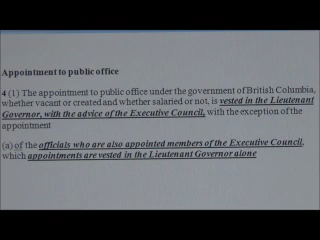 Appointment to public office
4 (1) The appointment to public office under the government of British Columbia,
whether vacant or created and whether salaried or not, is vested in the Lieutenant
Governor, with the advice of the Executive Council, with the exception of the
appointment
(a) of the officials who are also appointed members of the Executive Council,
which appointments are vested in the Lieutenant Governor alone